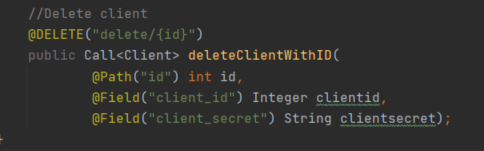 //Delete client
@DELETE("delete/{id}")
public Call<Client> deleteClientWithID(
@Path("id") int id,
@Field("client_id") Integer clientid,
@Field("client_secret") String clientsecret);
}